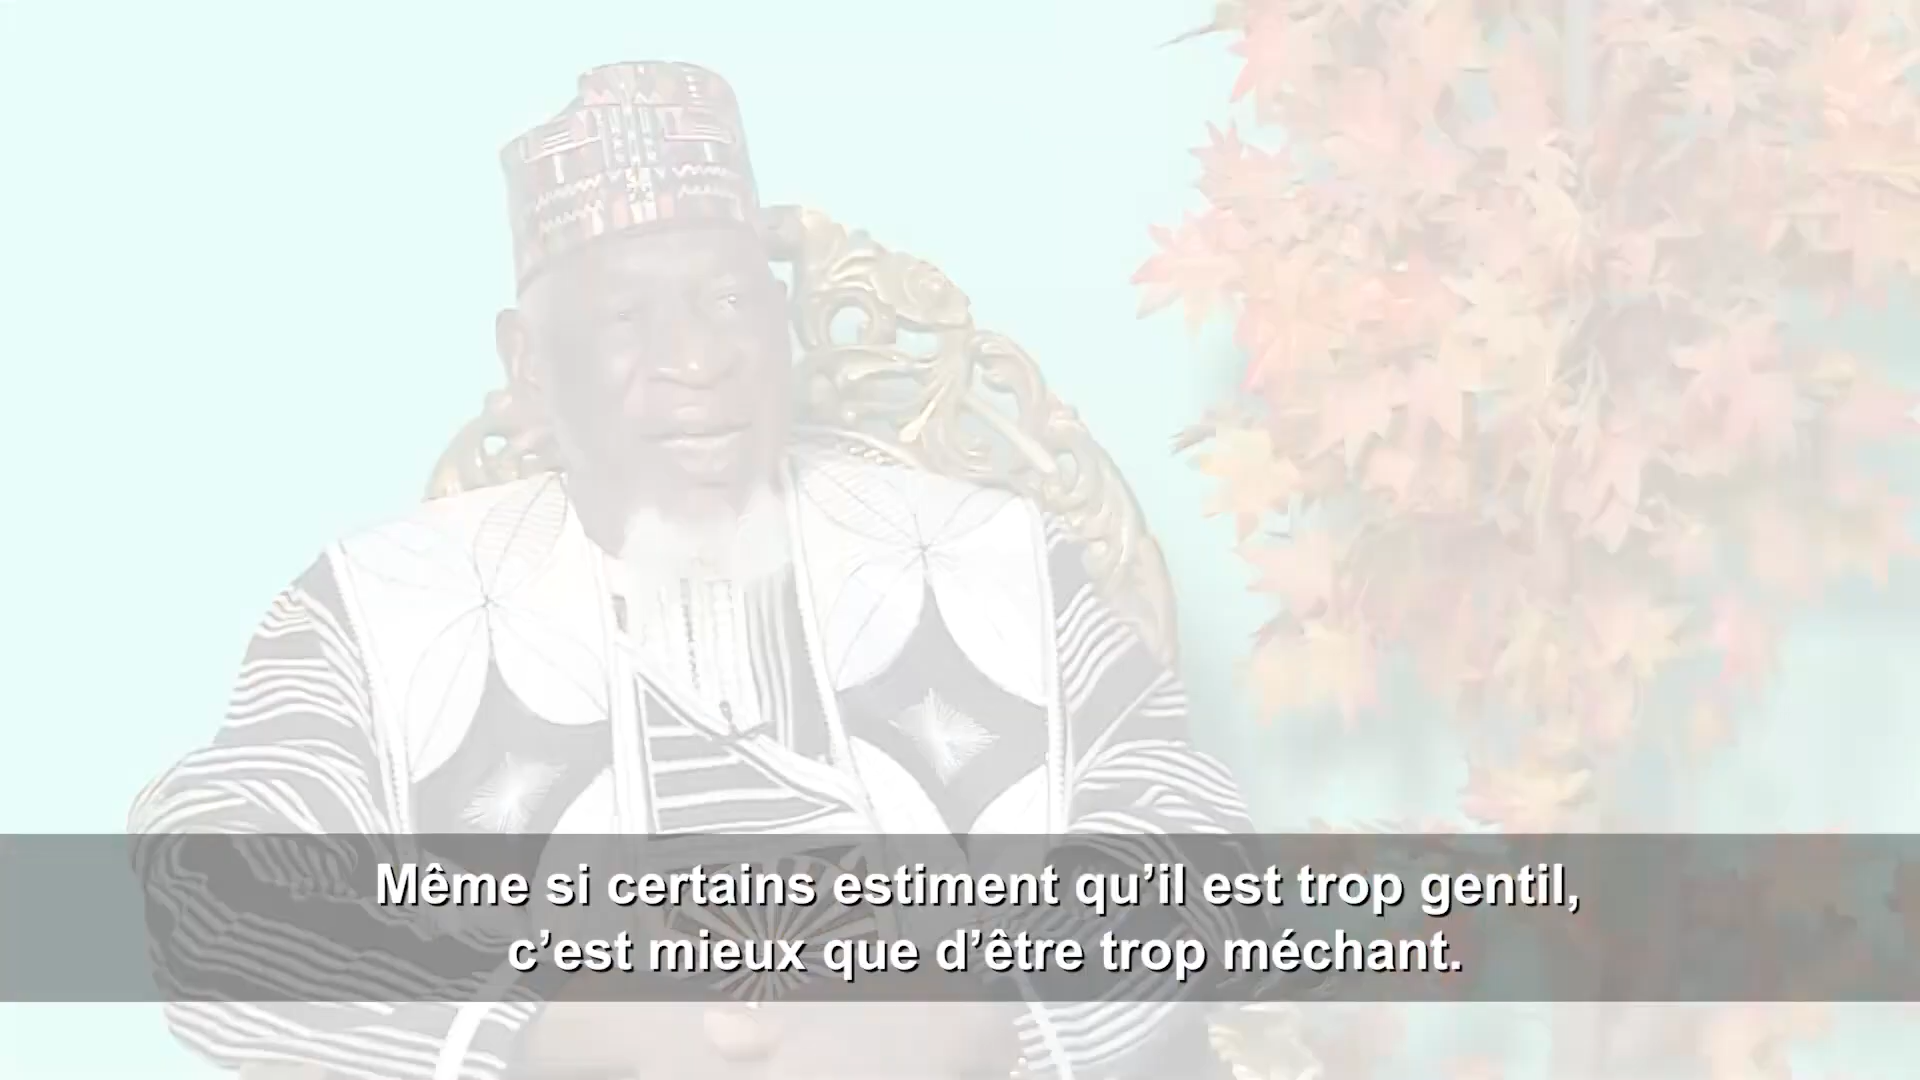 Même si certains estiment qu’il est trop gentil,
c’est mieux que d’être trop méchant.